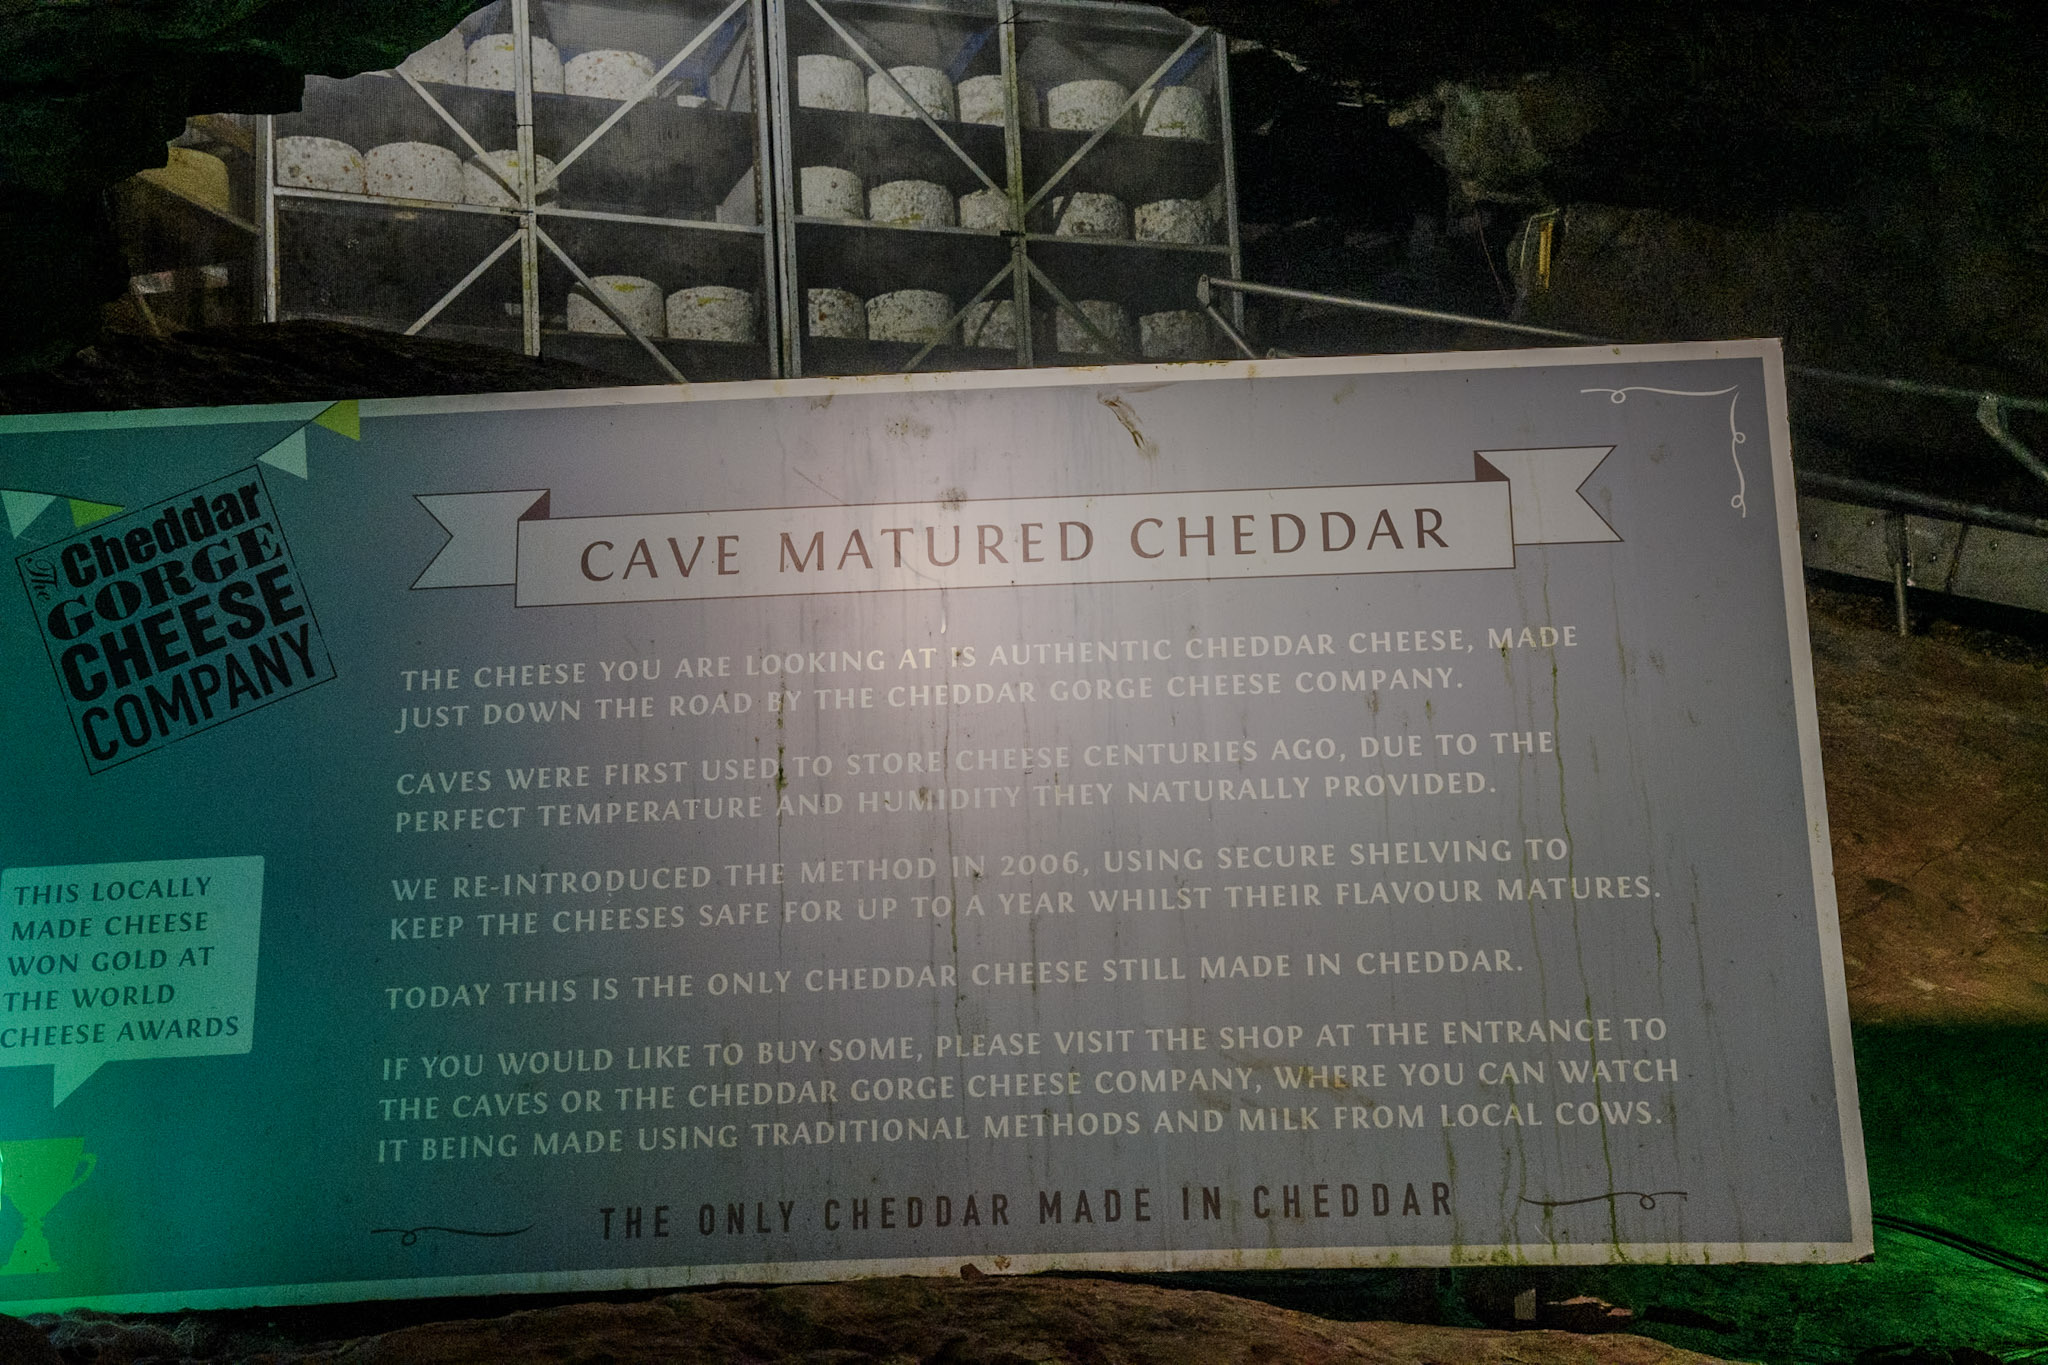 The
Cheddar
GORGE
CHEESE
COMPANY
THIS LOCALLY
MADE CHEESE
WON GOLD AT
THE WORLD
CHEESE AWARDS
CAVE MATURED CHEDDAR
THE CHEESE YOU ARE LOOKING AT IS AUTHENTIC CHEDDAR CHEESE, MADE
JUST DOWN THE ROAD BY THE CHEDDAR GORGE CHEESE COMPANY.
CAVES WERE FIRST USED TO STORE CHEESE CENTURIES AGO, DUE TO THE
PERFECT TEMPERATURE AND HUMIDITY THEY NATURALLY PROVIDED.
WE RE-INTRODUCED THE METHOD IN 2006, USING SECURE SHELVING TO
KEEP THE CHEESES SAFE FOR UP TO A YEAR WHILST THEIR FLAVOUR MATURES.
TODAY THIS IS THE ONLY CHEDDAR CHEESE STILL MADE IN CHEDDAR.
IF YOU WOULD LIKE TO BUY SOME, PLEASE VISIT THE SHOP AT THE ENTRANCE TO
THE CAVES OR THE CHEDDAR GORGE CHEESE COMPANY, WHERE YOU CAN WATCH
IT BEING MADE USING TRADITIONAL METHODS AND MILK FROM LOCAL COWS.
THE ONLY CHEDDAR MADE IN CHEDDAR